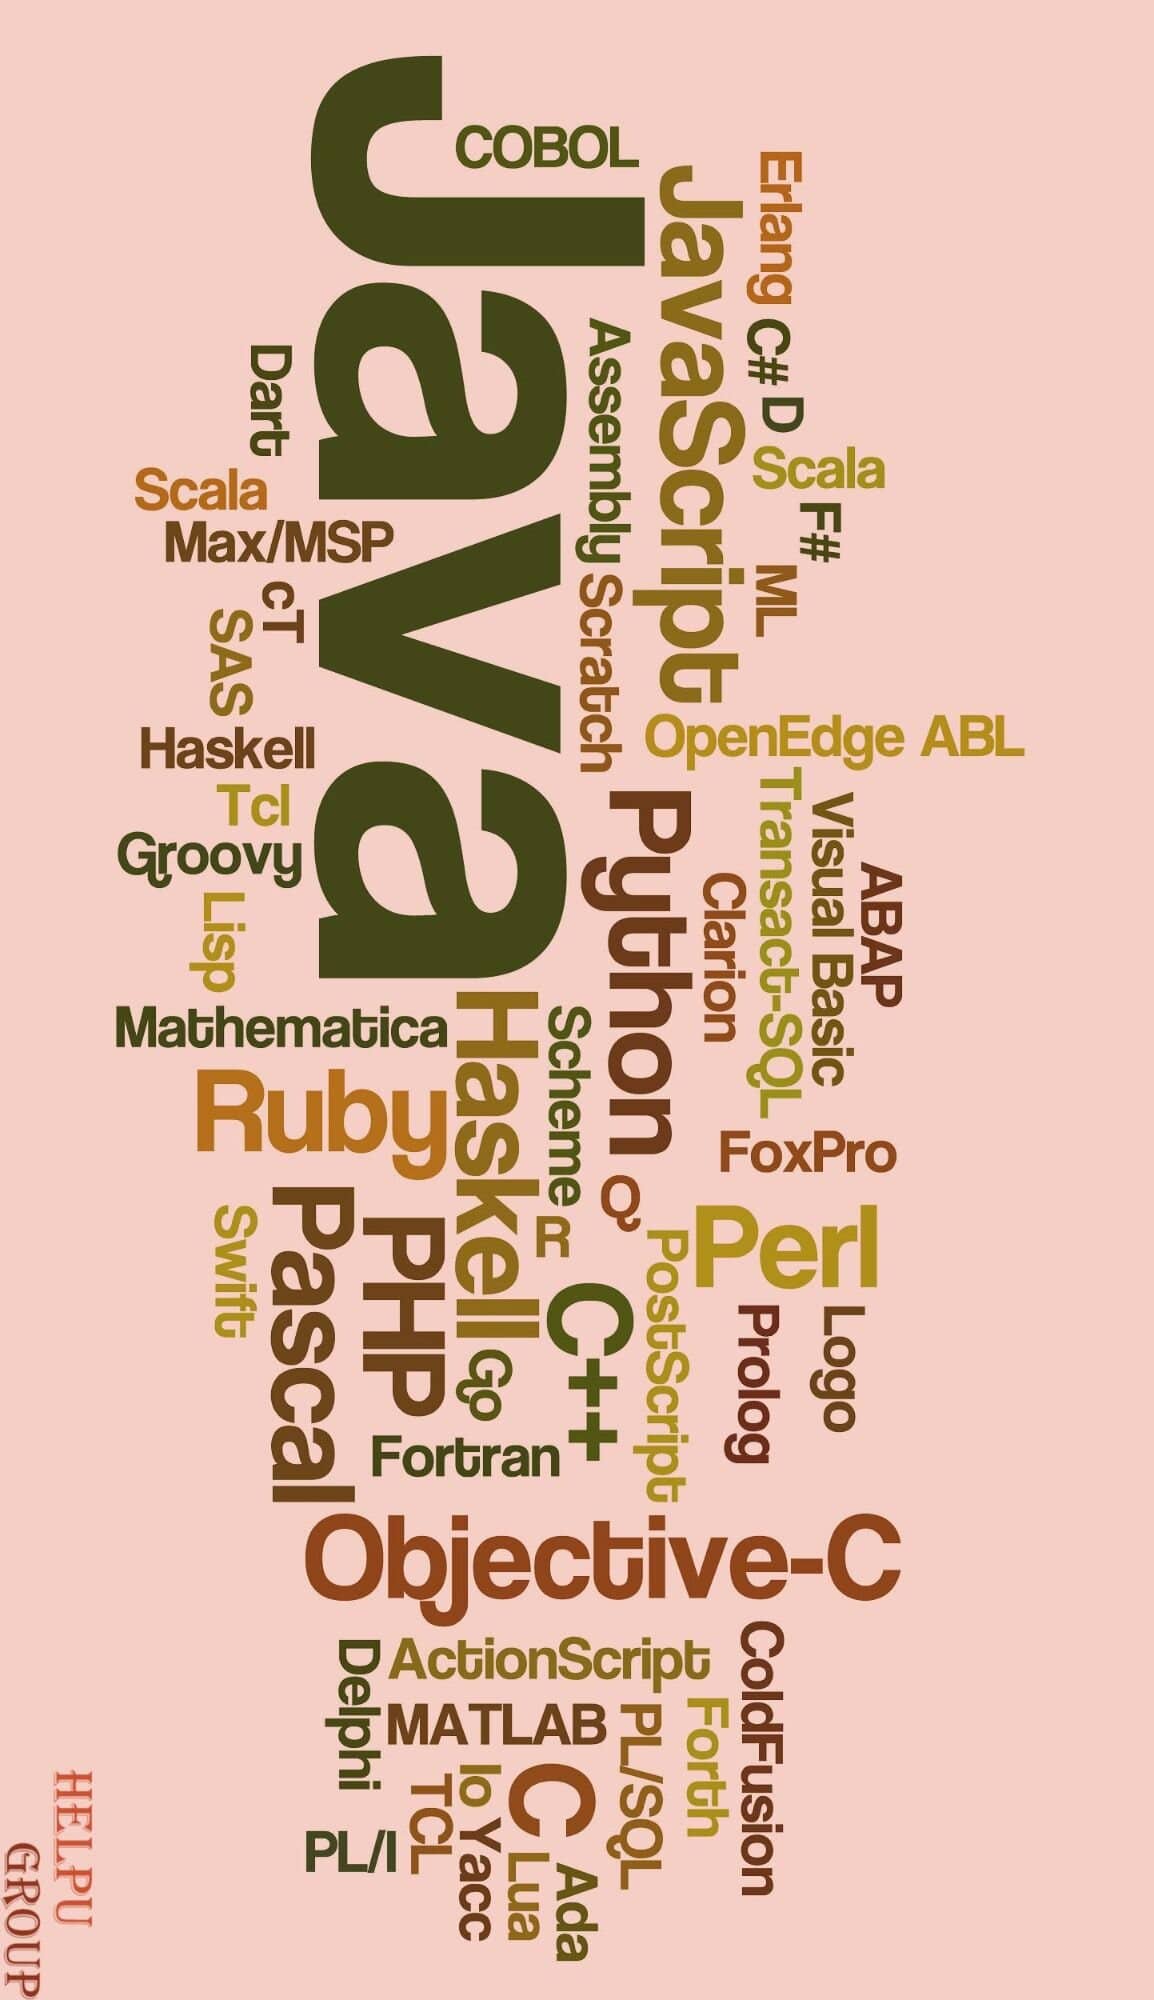 COBOL
Java
JavaScript
Erlang
C#
D
Scala
F#
ML
Assembly
Scratch
Dart
Scala
Max/MSP
cT
SAS
Haskell
Tcl
Groovy
Lisp
OpenEdge ABL
Python
Clarion
Transact-SQL
Visual Basic
ABAP
Mathematica
Haskell
Scheme
Ruby
FoxPro
Q
R
Perl
Swift
Pascal
PHP
Go
C++
PostScript
Prolog
Logo
Fortran
Objective-C
Delphi
ActionScript
ColdFusion
MATLAB
PL/SQL
Forth
Io
C
TCL
Yacc
PL/I
Lua
Ada
HELPU
GROUP